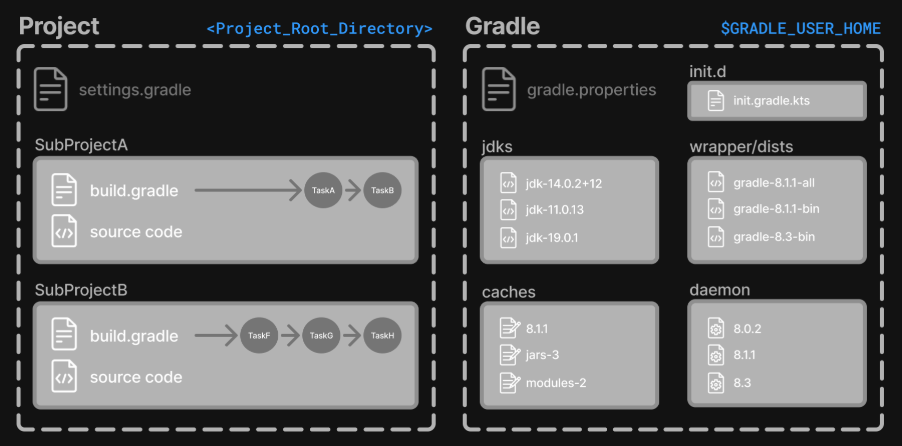 Project <Project_Root_Directory>
settings.gradle
SubProjectA
build.gradle TaskA TaskB
source code
SubProjectB
build.gradle TaskF TaskG TaskH
source code
Gradle $GRADLE_USER_HOME
gradle.properties
init.d
init.gradle.kts
jdks
jdk-14.0.2+12
jdk-11.0.13
jdk-19.0.1
wrapper/dists
gradle-8.1.1-all
gradle-8.1.1-bin
gradle-8.3-bin
caches
8.1.1
jars-3
modules-2
daemon
8.0.2
8.1.1
8.3